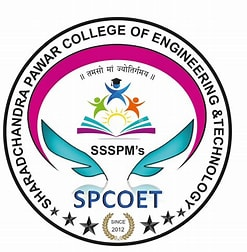 SHARADCHANDRA PAWAR COLLEGE OF ENGINEERING &TECHNOLOGY
॥ तमसो मा ज्योतिर्गमय ॥
SSSPM's
SPCOET
SINCE
2012